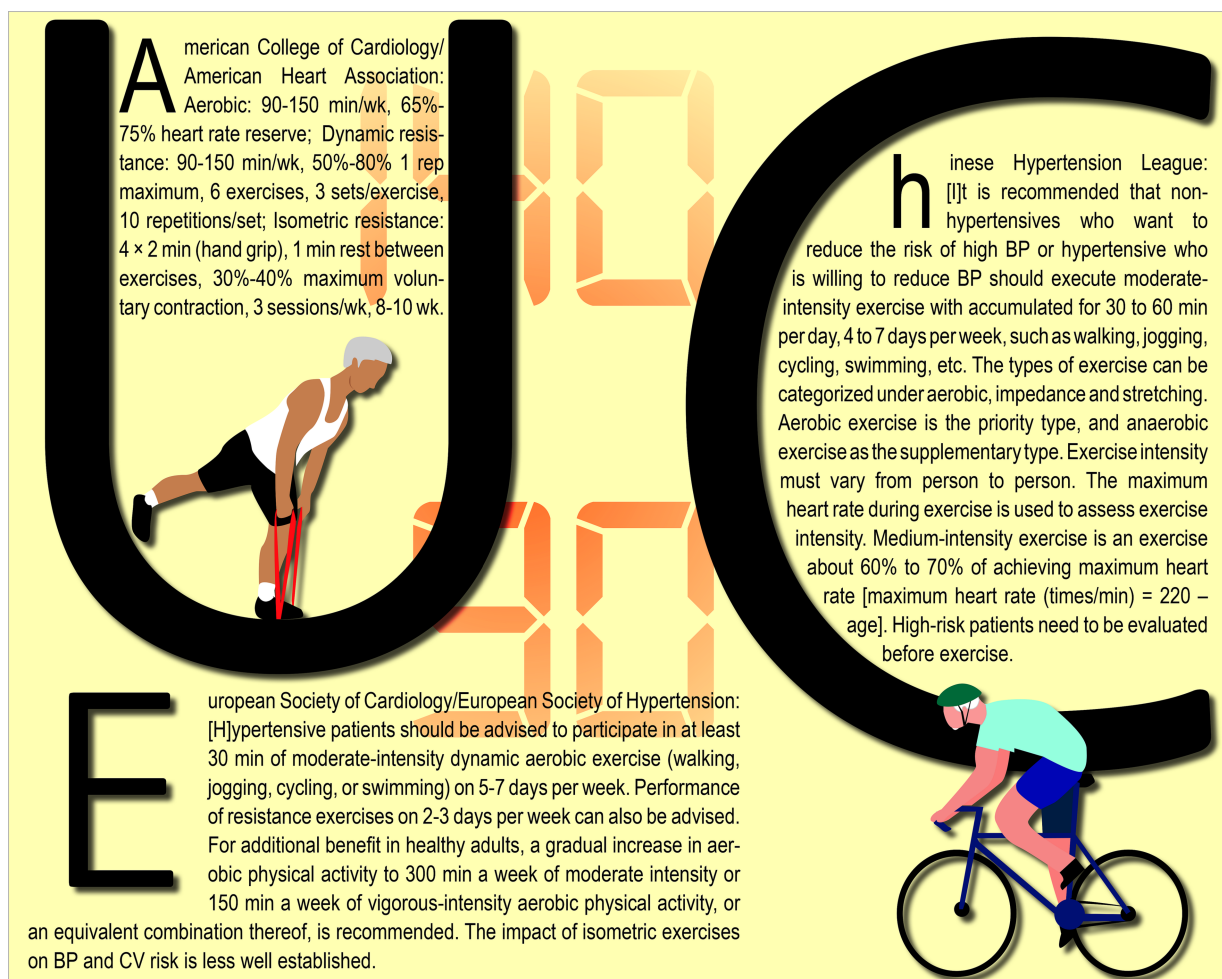 U
American College of Cardiology/
American Heart Association:
Aerobic: 90-150 min/wk, 65%-
75% heart rate reserve; Dynamic resis-
tance: 90-150 min/wk, 50%-80% 1 rep
maximum, 6 exercises, 3 sets/exercise,
10 repetitions/set; Isometric resistance:
4 × 2 min (hand grip), 1 min rest between
exercises, 30%-40% maximum volun-
tary contraction, 3 sessions/wk, 8-10 wk.
140
90
European Society of Cardiology/European Society of Hypertension:
[H]ypertensive patients should be advised to participate in at least
30 min of moderate-intensity dynamic aerobic exercise (walking,
jogging, cycling, or swimming) on 5-7 days per week. Performance
of resistance exercises on 2-3 days per week can also be advised.
For additional benefit in healthy adults, a gradual increase in aer-
obic physical activity to 300 min a week of moderate intensity or
150 min a week of vigorous-intensity aerobic physical activity, or
an equivalent combination thereof, is recommended. The impact of isometric exercises
on BP and CV risk is less well established.
Chinese Hypertension League:
[I]t is recommended that non-
hypertensives who want to
reduce the risk of high BP or hypertensive who
is willing to reduce BP should execute moderate-
intensity exercise with accumulated for 30 to 60 min
per day, 4 to 7 days per week, such as walking, jogging,
cycling, swimming, etc. The types of exercise can be
categorized under aerobic, impedance and stretching.
Aerobic exercise is the priority type, and anaerobic
exercise as the supplementary type. Exercise intensity
must vary from person to person. The maximum
heart rate during exercise is used to assess exercise
intensity. Medium-intensity exercise is an exercise
about 60% to 70% of achieving maximum heart
rate [maximum heart rate (times/min) = 220 –
age]. High-risk patients need to be evaluated
before exercise.